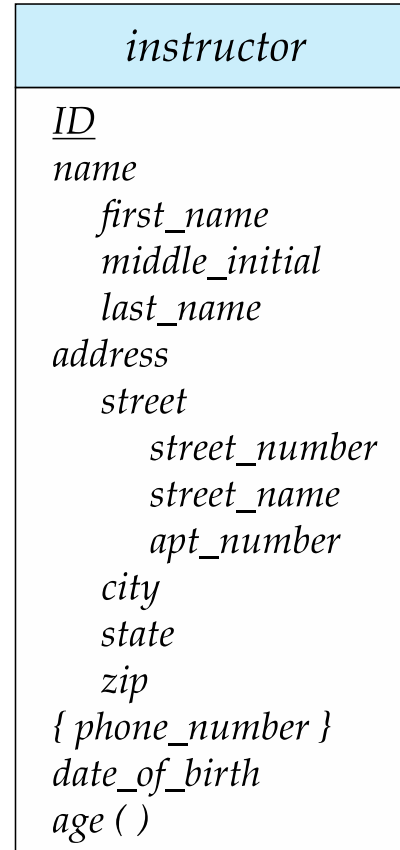 instructor
ID
name
first_name
middle_initial
last_name
address
street
street_number
street_name
apt_number
city
state
zip
{ phone_number }
date_of_birth
age ( )